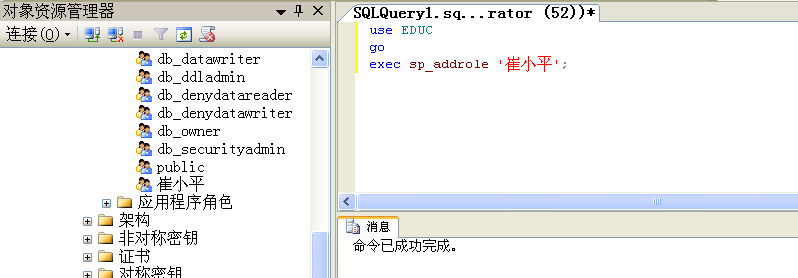 对象资源管理器
连接(O)
db_datawriter
db_ddladmin
db_denydatareader
db_denydatawriter
db_owner
db_securityadmin
public
崔小平
应用程序角色
架构
非对称密钥
证书
对称密钥
SQLQuery1.sq...rator (52))*
use EDUC
go
exec sp_addrole '崔小平';
消息
命令已成功完成。